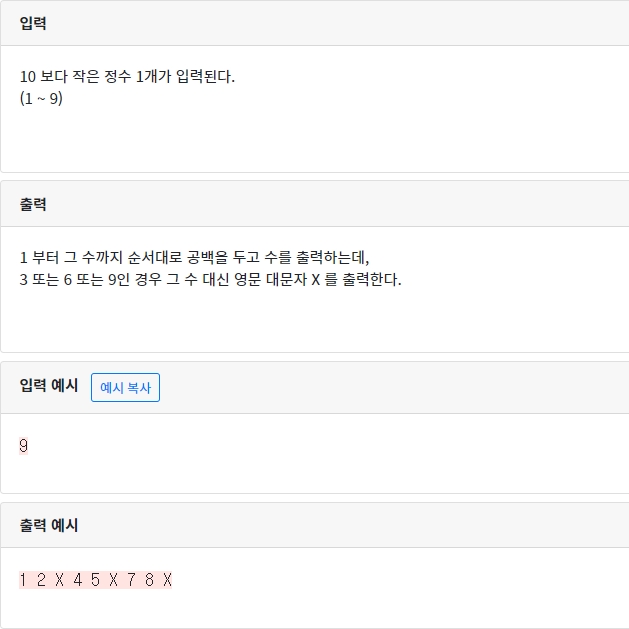 입력
10 보다 작은 정수 1개가 입력된다.
(1 ~ 9)
출력
1 부터 그 수까지 순서대로 공백을 두고 수를 출력하는데,
3 또는 6 또는 9인 경우 그 수 대신 영문 대문자 X 를 출력한다.
입력 예시 예시 복사
9
출력 예시
1 2 X 4 5 X 7 8 X